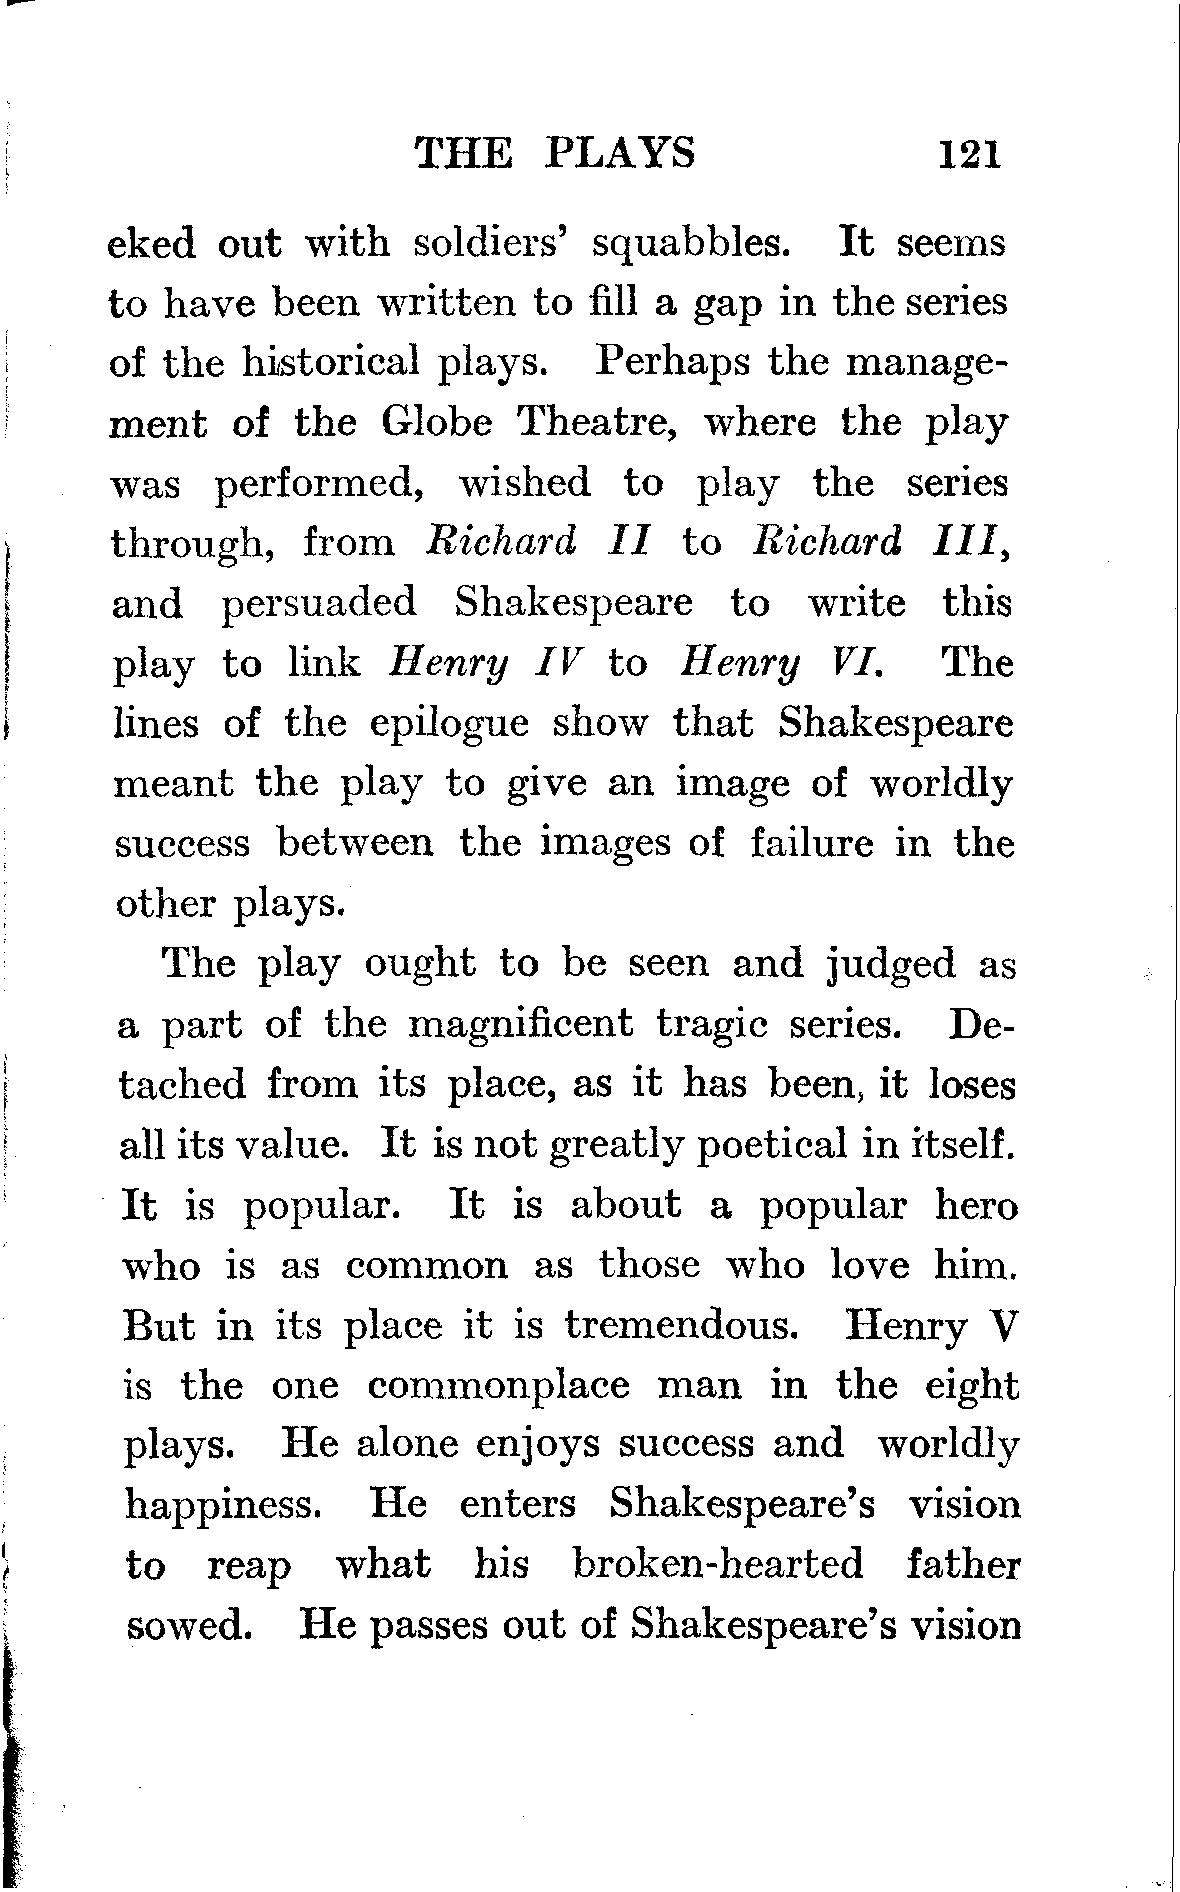 THE PLAYS 121
eked out with soldiers' squabbles. It seems
to have been written to fill a gap in the series
of the historical plays. Perhaps the manage-
ment of the Globe Theatre, where the play
was performed, wished to play the series
through, from Richard II to Richard III,
and persuaded Shakespeare to write this
play to link Henry IV to Henry VI. The
lines of the epilogue show that Shakespeare
meant the play to give an image of worldly
success between the images of failure in the
other plays.
The play ought to be seen and judged as
a part of the magnificent tragic series. De-
tached from its place, as it has been, it loses
all its value. It is not greatly poetical in itself.
It is popular. It is about a popular hero
who is as common as those who love him.
But in its place it is tremendous. Henry V
is the one commonplace man in the eight
plays. He alone enjoys success and worldly
happiness. He enters Shakespeare's vision
to reap what his broken-hearted father
sowed. He passes out of Shakespeare's vision